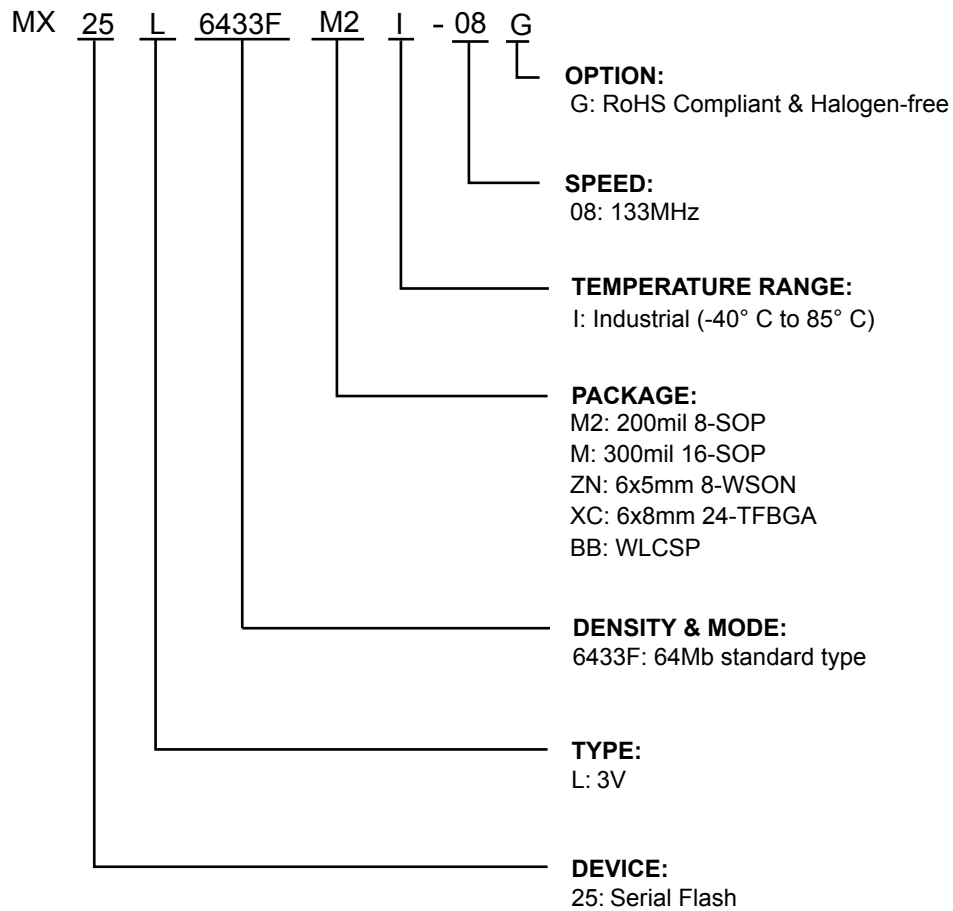 MX 25 L 6433F M2 I - 08 G
OPTION:
G: RoHS Compliant & Halogen-free
SPEED:
08: 133MHz
TEMPERATURE RANGE:
I: Industrial (-40° C to 85° C)
PACKAGE:
M2: 200mil 8-SOP
M: 300mil 16-SOP
ZN: 6x5mm 8-WSON
XC: 6x8mm 24-TFBGA
BB: WLCSP
DENSITY & MODE:
6433F: 64Mb standard type
TYPE:
L: 3V
DEVICE:
25: Serial Flash